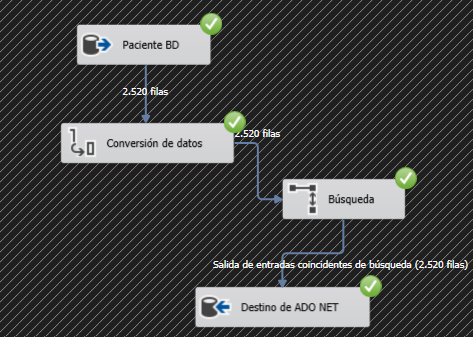 Paciente BD
2.520 filas
Conversión de datos
2.520 filas
Búsqueda
Salida de entradas coincidentes de búsqueda (2.520 filas)
Destino de ADO NET